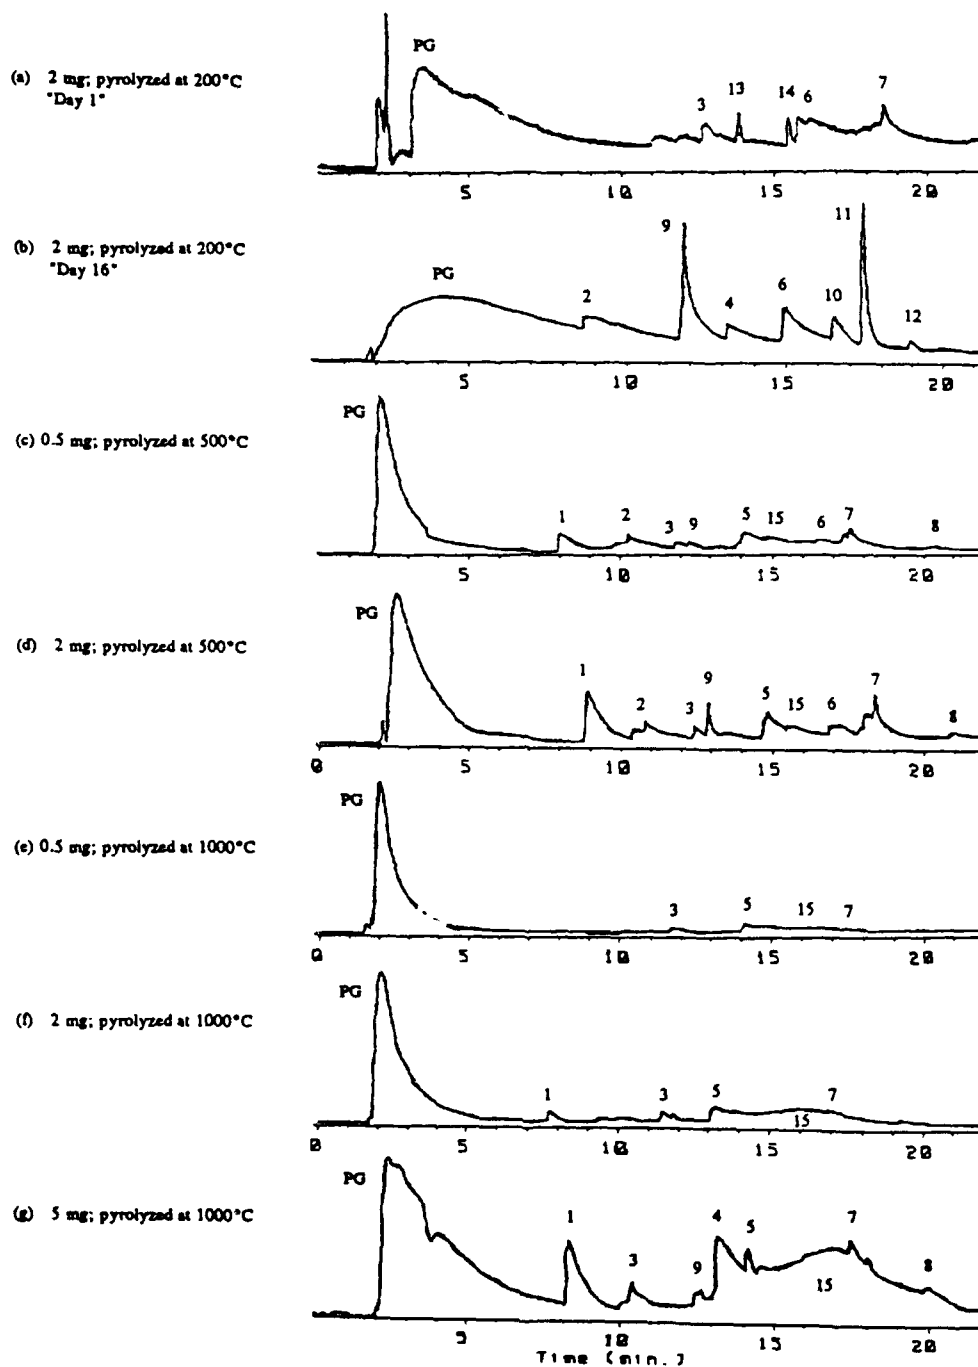 PG
(a) 2 mg; pyrolyzed at 200°C
"Day 1"
3 13 14 6 7
5 10 15 20
(b) 2 mg; pyrolyzed at 200°C
"Day 16"
PG 2 9 4 6 10 11 12
5 10 15 20
PG
(c) 0.5 mg; pyrolyzed at 500°C
1 2 3 9 5 15 6 7 8
5 10 15 20
PG
(d) 2 mg; pyrolyzed at 500°C
1 2 3 9 5 15 6 7 8
0 5 10 15 20
PG
(e) 0.5 mg; pyrolyzed at 1000°C
3 5 15 7
0 5 10 15 20
PG
(f) 2 mg; pyrolyzed at 1000°C
1 3 5 15 7
0 5 10 15 20
PG
(g) 5 mg; pyrolyzed at 1000°C
1 3 9 4 5 15 7 8
5 10 15 20
Time (min.)